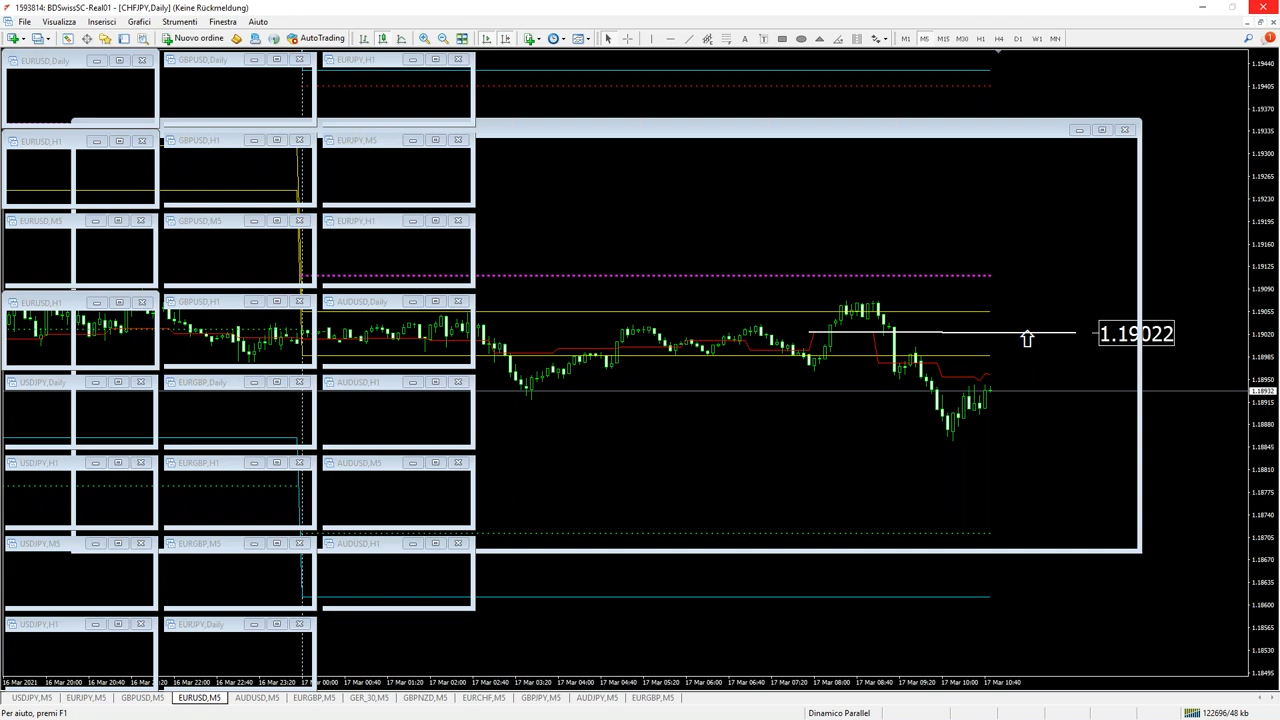 1593814: BDSwissSC-Real01 - [CHFJPY,Daily] (Keine Rückmeldung)
File Visualizza Inserisci Grafici Strumenti Finestra Aiuto
Nuovo ordine AutoTrading A T M1 M5 M15 M30 H1 H4 D1 W1 MN
EURUSD,Daily GBPUSD,Daily EURJPY,H1
EURUSD,H1 GBPUSD,H1 EURJPY,M5
EURUSD,M5 GBPUSD,M5 EURJPY,H1
EURUSD,H1 GBPUSD,H1 AUDUSD,Daily
USDJPY,Daily EURGBP,Daily AUDUSD,H1
USDJPY,H1 EURGBP,H1 AUDUSD,M5
USDJPY,M5 EURGBP,M5 AUDUSD,H1
USDJPY,H1 EURJPY,Daily
1.19022
1.19440
1.19405
1.19370
1.19335
1.19300
1.19265
1.19230
1.19195
1.19160
1.19125
1.19090
1.19055
1.19020
1.18985
1.18950
1.18932
1.18915
1.18880
1.18845
1.18810
1.18775
1.18740
1.18705
1.18670
1.18635
1.18600
1.18565
1.18530
1.18495
16 Mar 2021 16 Mar 20:00 16 Mar 20:40 16 Mar 22:00 16 Mar 22:40 16 Mar 23:20 17 Mar 00:00 17 Mar 00:40 17 Mar 01:20 17 Mar 02:00 17 Mar 02:40 17 Mar 03:20 17 Mar 04:00 17 Mar 04:40 17 Mar 05:20 17 Mar 06:00 17 Mar 06:40 17 Mar 07:20 17 Mar 08:00 17 Mar 08:40 17 Mar 09:20 17 Mar 10:00 17 Mar 10:40
USDJPY,M5 EURJPY,M5 GBPUSD,M5 EURUSD,M5 AUDUSD,M5 EURGBP,M5 GER_30,M5 GBPNZD,M5 EURCHF,M5 GBPJPY,M5 AUDJPY,M5 EURGBP,M5
Per aiuto, premi F1 Dinamico Parallel 122696/48 kb